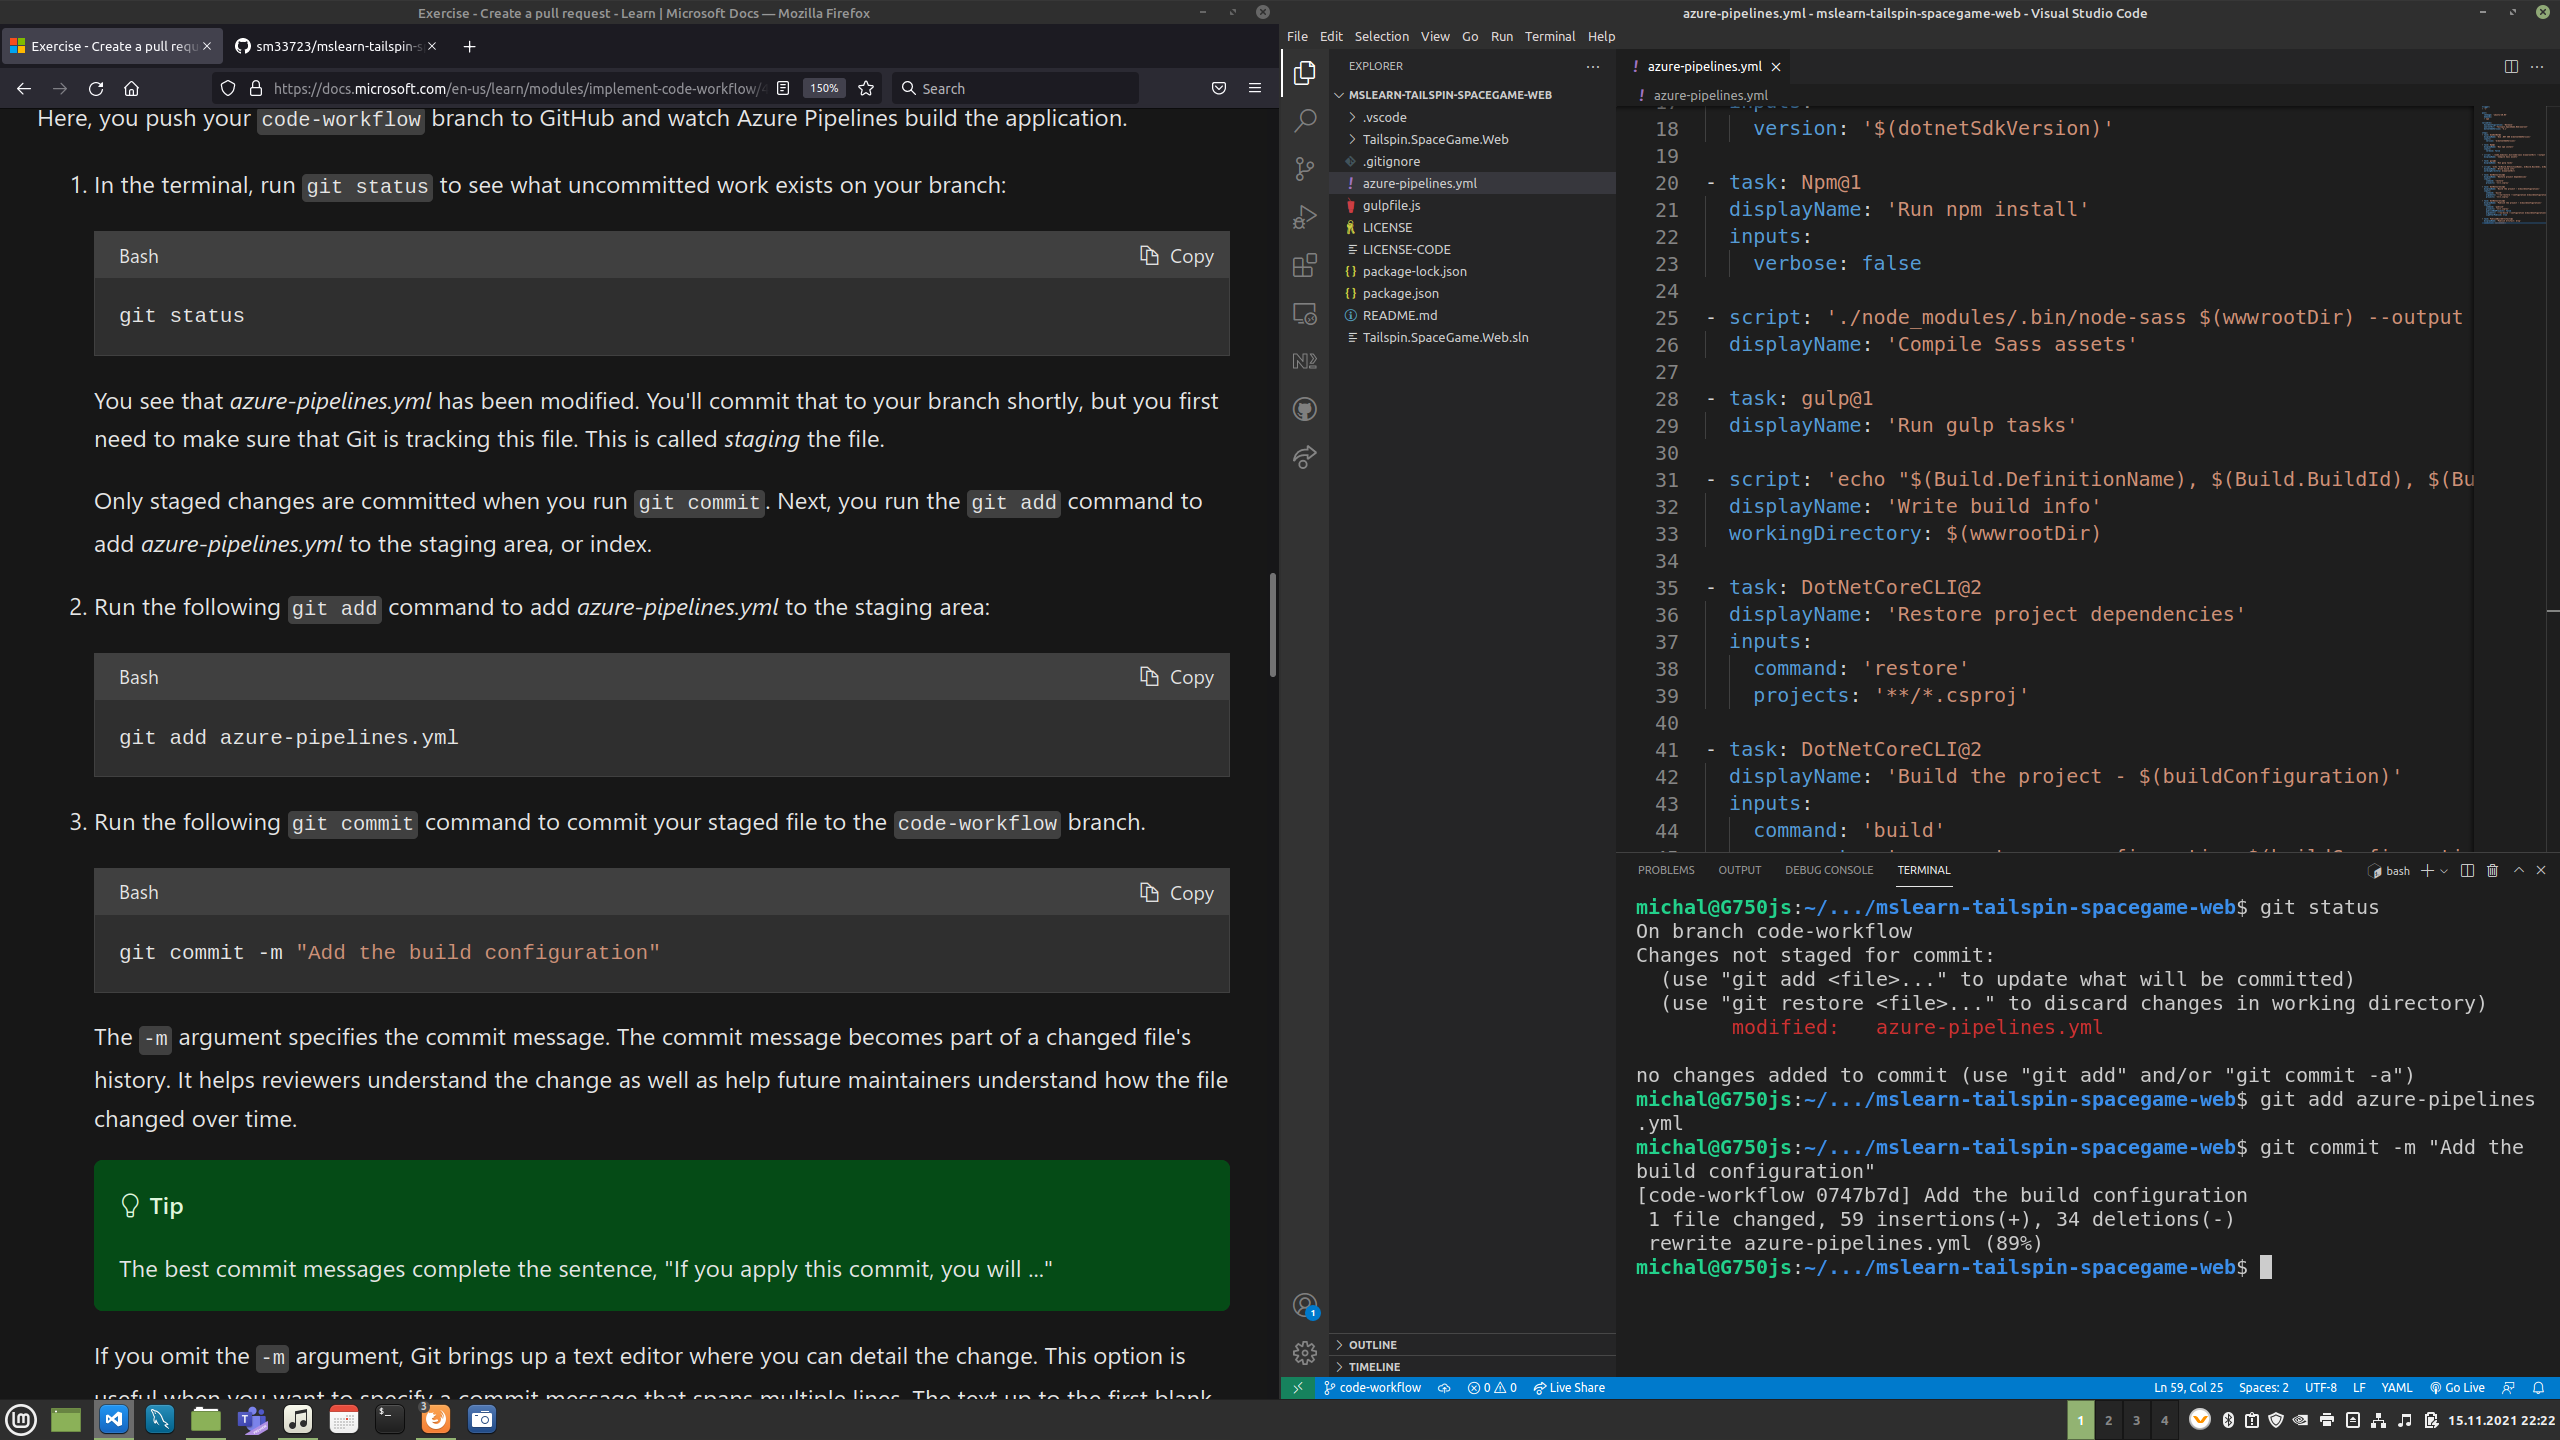 Exercise - Create a pull request - Learn | Microsoft Docs — Mozilla Firefox
Exercise - Create a pull requ
sm33723/mslearn-tailspin-s
https://docs.microsoft.com/en-us/learn/modules/implement-code-workflow/4
150%
Search
Here, you push your code-workflow branch to GitHub and watch Azure Pipelines build the application.
1. In the terminal, run git status to see what uncommitted work exists on your branch:
Bash
Copy
git status
You see that azure-pipelines.yml has been modified. You'll commit that to your branch shortly, but you first
need to make sure that Git is tracking this file. This is called staging the file.
Only staged changes are committed when you run git commit. Next, you run the git add command to
add azure-pipelines.yml to the staging area, or index.
2. Run the following git add command to add azure-pipelines.yml to the staging area:
Bash
Copy
git add azure-pipelines.yml
3. Run the following git commit command to commit your staged file to the code-workflow branch.
Bash
Copy
git commit -m "Add the build configuration"
The -m argument specifies the commit message. The commit message becomes part of a changed file's
history. It helps reviewers understand the change as well as help future maintainers understand how the file
changed over time.
Tip
The best commit messages complete the sentence, "If you apply this commit, you will ..."
If you omit the -m argument, Git brings up a text editor where you can detail the change. This option is
useful when you want to specify a commit message that spans multiple lines. The text up to the first blank
azure-pipelines.yml - mslearn-tailspin-spacegame-web - Visual Studio Code
File Edit Selection View Go Run Terminal Help
EXPLORER
MSLEARN-TAILSPIN-SPACEGAME-WEB
.vscode
Tailspin.SpaceGame.Web
.gitignore
azure-pipelines.yml
gulpfile.js
LICENSE
LICENSE-CODE
package-lock.json
package.json
README.md
Tailspin.SpaceGame.Web.sln
OUTLINE
TIMELINE
azure-pipelines.yml
azure-pipelines.yml
17 inputs:
18 version: '$(dotnetSdkVersion)'
19
20 - task: Npm@1
21 displayName: 'Run npm install'
22 inputs:
23 verbose: false
24
25 - script: './node_modules/.bin/node-sass $(wwwrootDir) --output
26 displayName: 'Compile Sass assets'
27
28 - task: gulp@1
29 displayName: 'Run gulp tasks'
30
31 - script: 'echo "$(Build.DefinitionName), $(Build.BuildId), $(Bu
32 displayName: 'Write build info'
33 workingDirectory: $(wwwrootDir)
34
35 - task: DotNetCoreCLI@2
36 displayName: 'Restore project dependencies'
37 inputs:
38 command: 'restore'
39 projects: '**/*.csproj'
40
41 - task: DotNetCoreCLI@2
42 displayName: 'Build the project - $(buildConfiguration)'
43 inputs:
44 command: 'build'
PROBLEMS OUTPUT DEBUG CONSOLE TERMINAL
bash
michal@G750js:~/.../mslearn-tailspin-spacegame-web$ git status
On branch code-workflow
Changes not staged for commit:
(use "git add <file>..." to update what will be committed)
(use "git restore <file>..." to discard changes in working directory)
modified: azure-pipelines.yml
no changes added to commit (use "git add" and/or "git commit -a")
michal@G750js:~/.../mslearn-tailspin-spacegame-web$ git add azure-pipelines
.yml
michal@G750js:~/.../mslearn-tailspin-spacegame-web$ git commit -m "Add the
build configuration"
[code-workflow 0747b7d] Add the build configuration
1 file changed, 59 insertions(+), 34 deletions(-)
rewrite azure-pipelines.yml (89%)
michal@G750js:~/.../mslearn-tailspin-spacegame-web$
1
code-workflow 0 0 Live Share
Ln 59, Col 25 Spaces: 2 UTF-8 LF YAML Go Live
3
1 2 3 4
15.11.2021 22:22